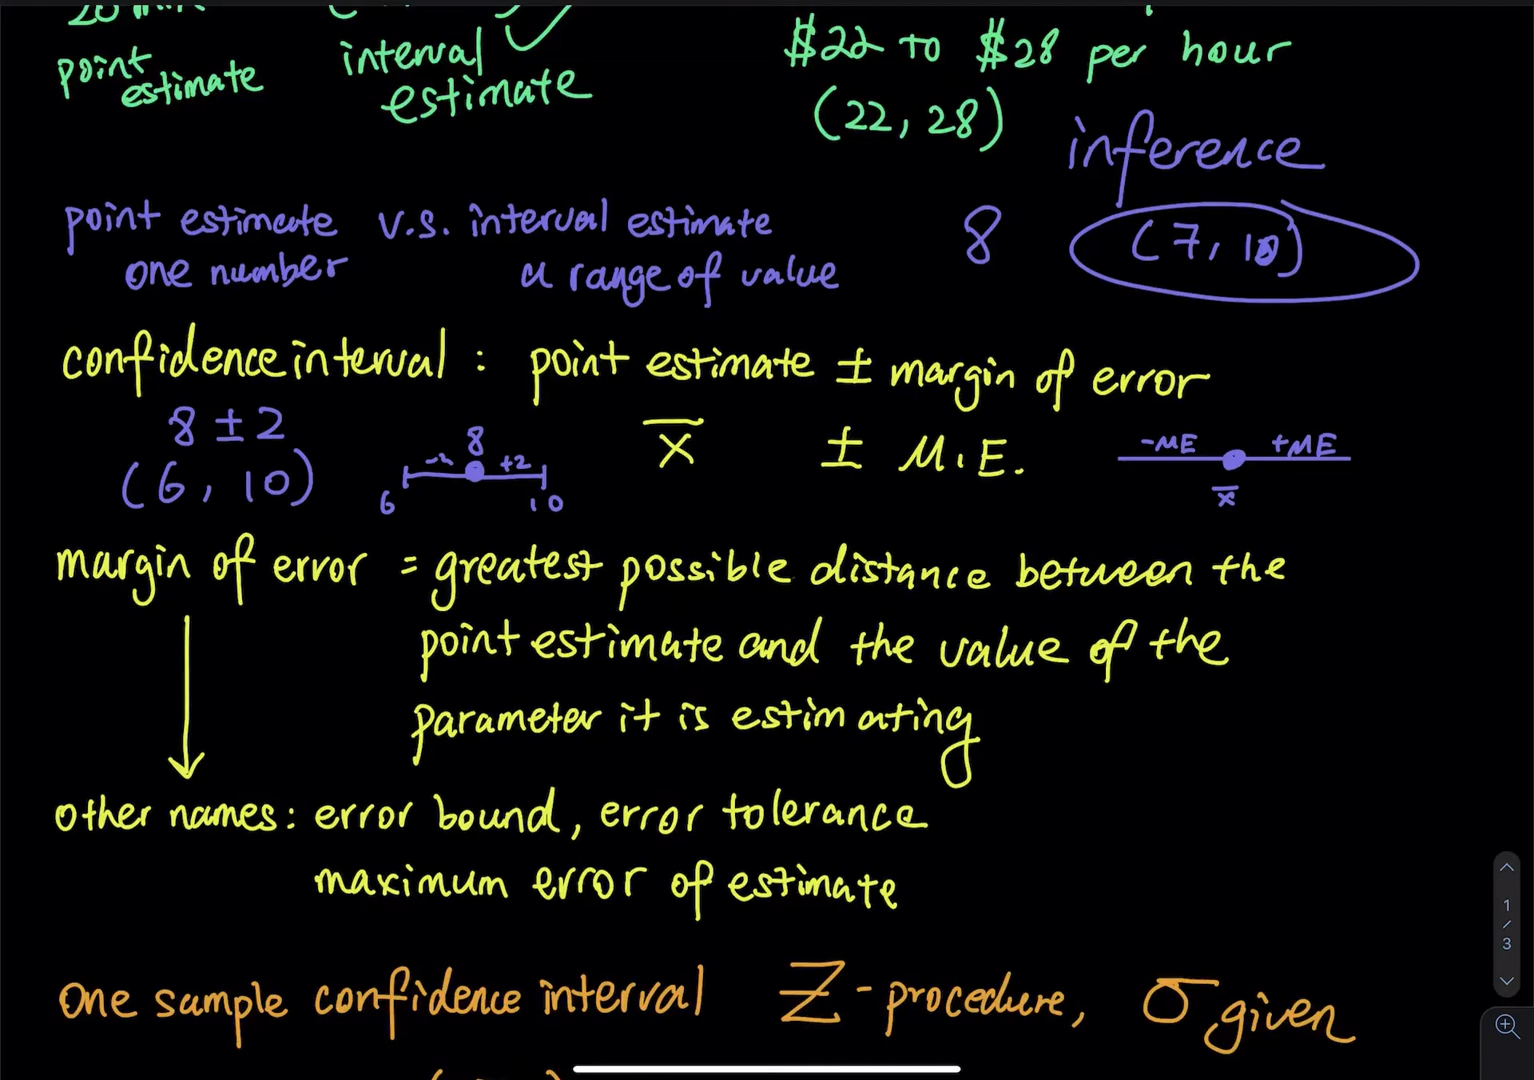 point
estimate
interval
estimate
$22 TO $28 per hour
(22, 28)
inference
point estimate v.s. interval estimate
one number a range of value
8 (7, 10)
confidence interval : point estimate ± margin of error
8 ± 2
(6, 10)
8
-2 +2
6 10
x̅ ± M.E.
-ME +ME
x̅
margin of error = greatest possible distance between the
point estimate and the value of the
parameter it is estimating
other names: error bound, error tolerance
maximum error of estimate
One sample confidence interval Z-procedure, σ given
1
/
3